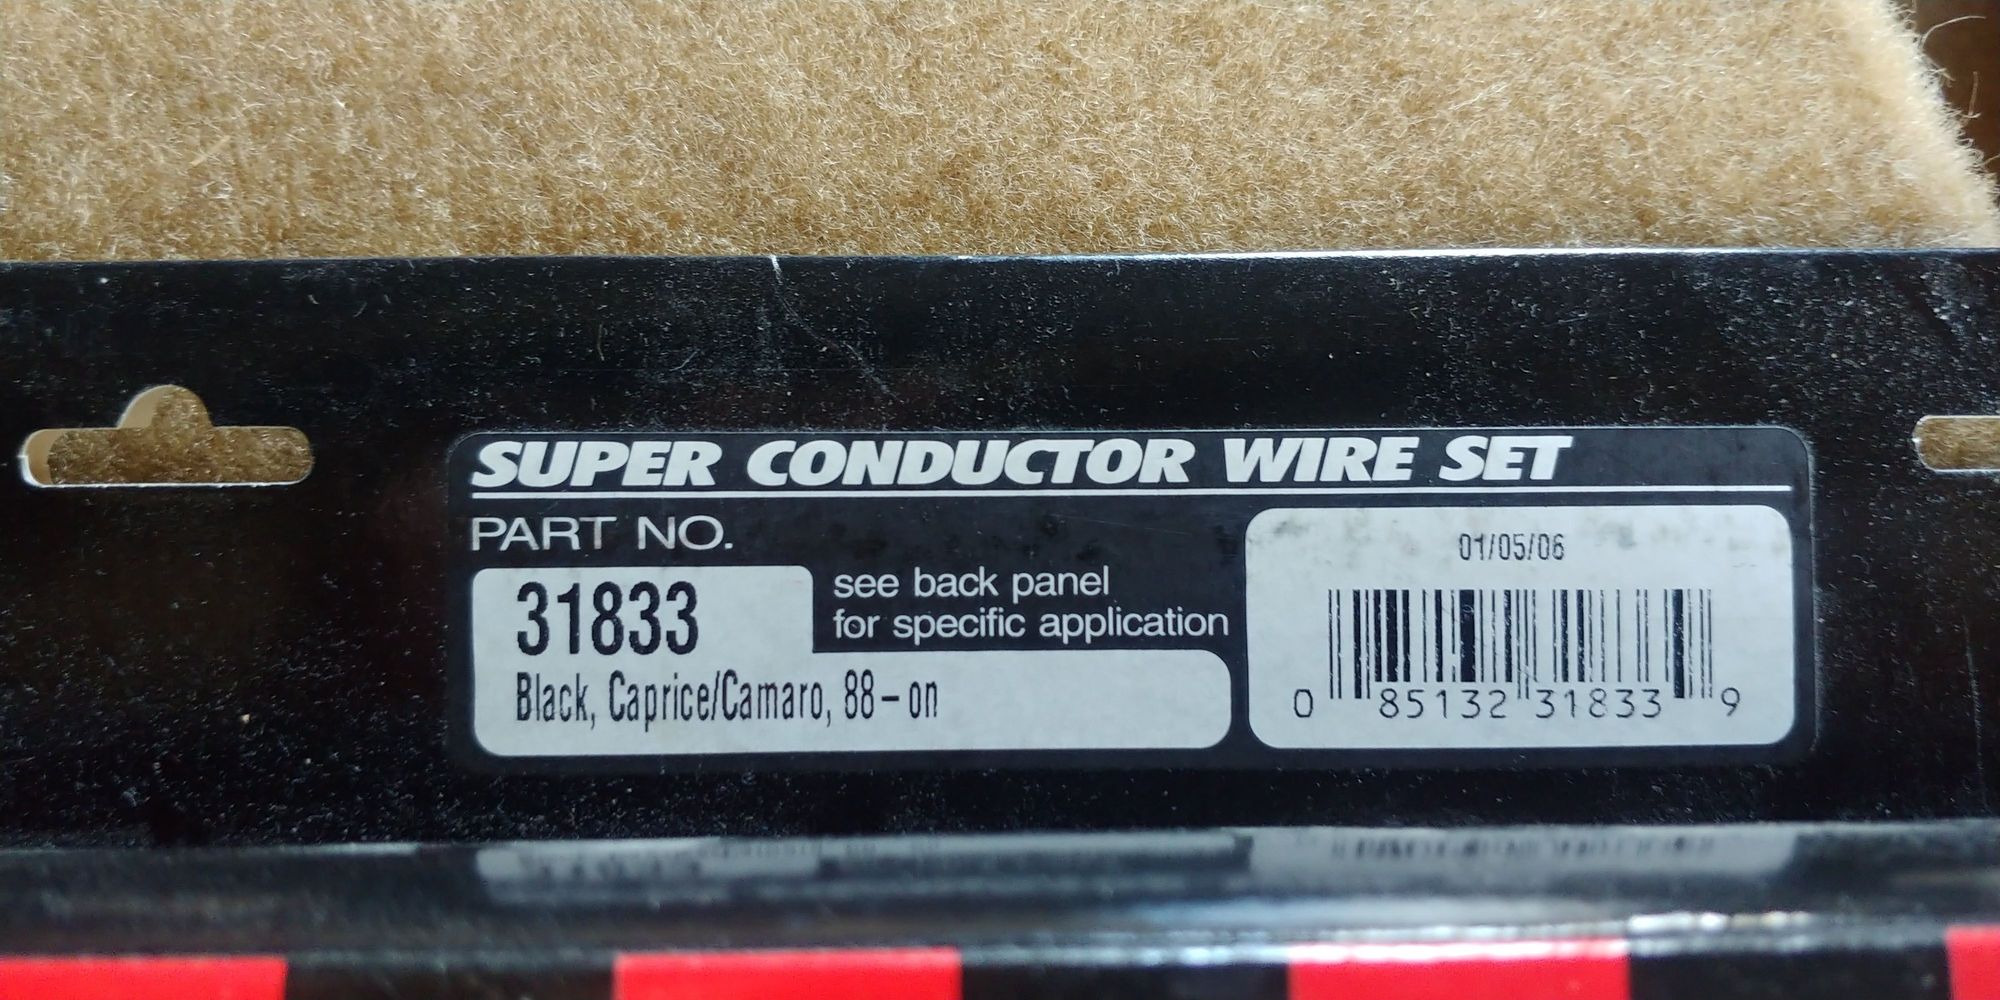 SUPER CONDUCTOR WIRE SET
PART NO.
31833
see back panel
for specific application
Black, Caprice/Camaro, 88-on
01/05/06
0 85132 31833 9